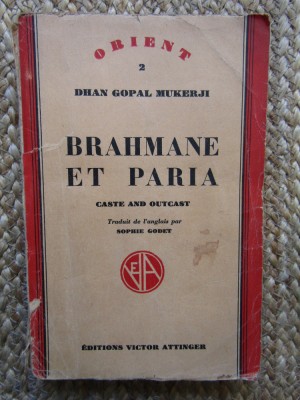 ORIENT
2
DHAN GOPAL MUKERJI
BRAHMANE
ET PARIA
CASTE AND OUTCAST
Traduit de l'anglais par
SOPHIE GODET
VEA
ÉDITIONS VICTOR ATTINGER